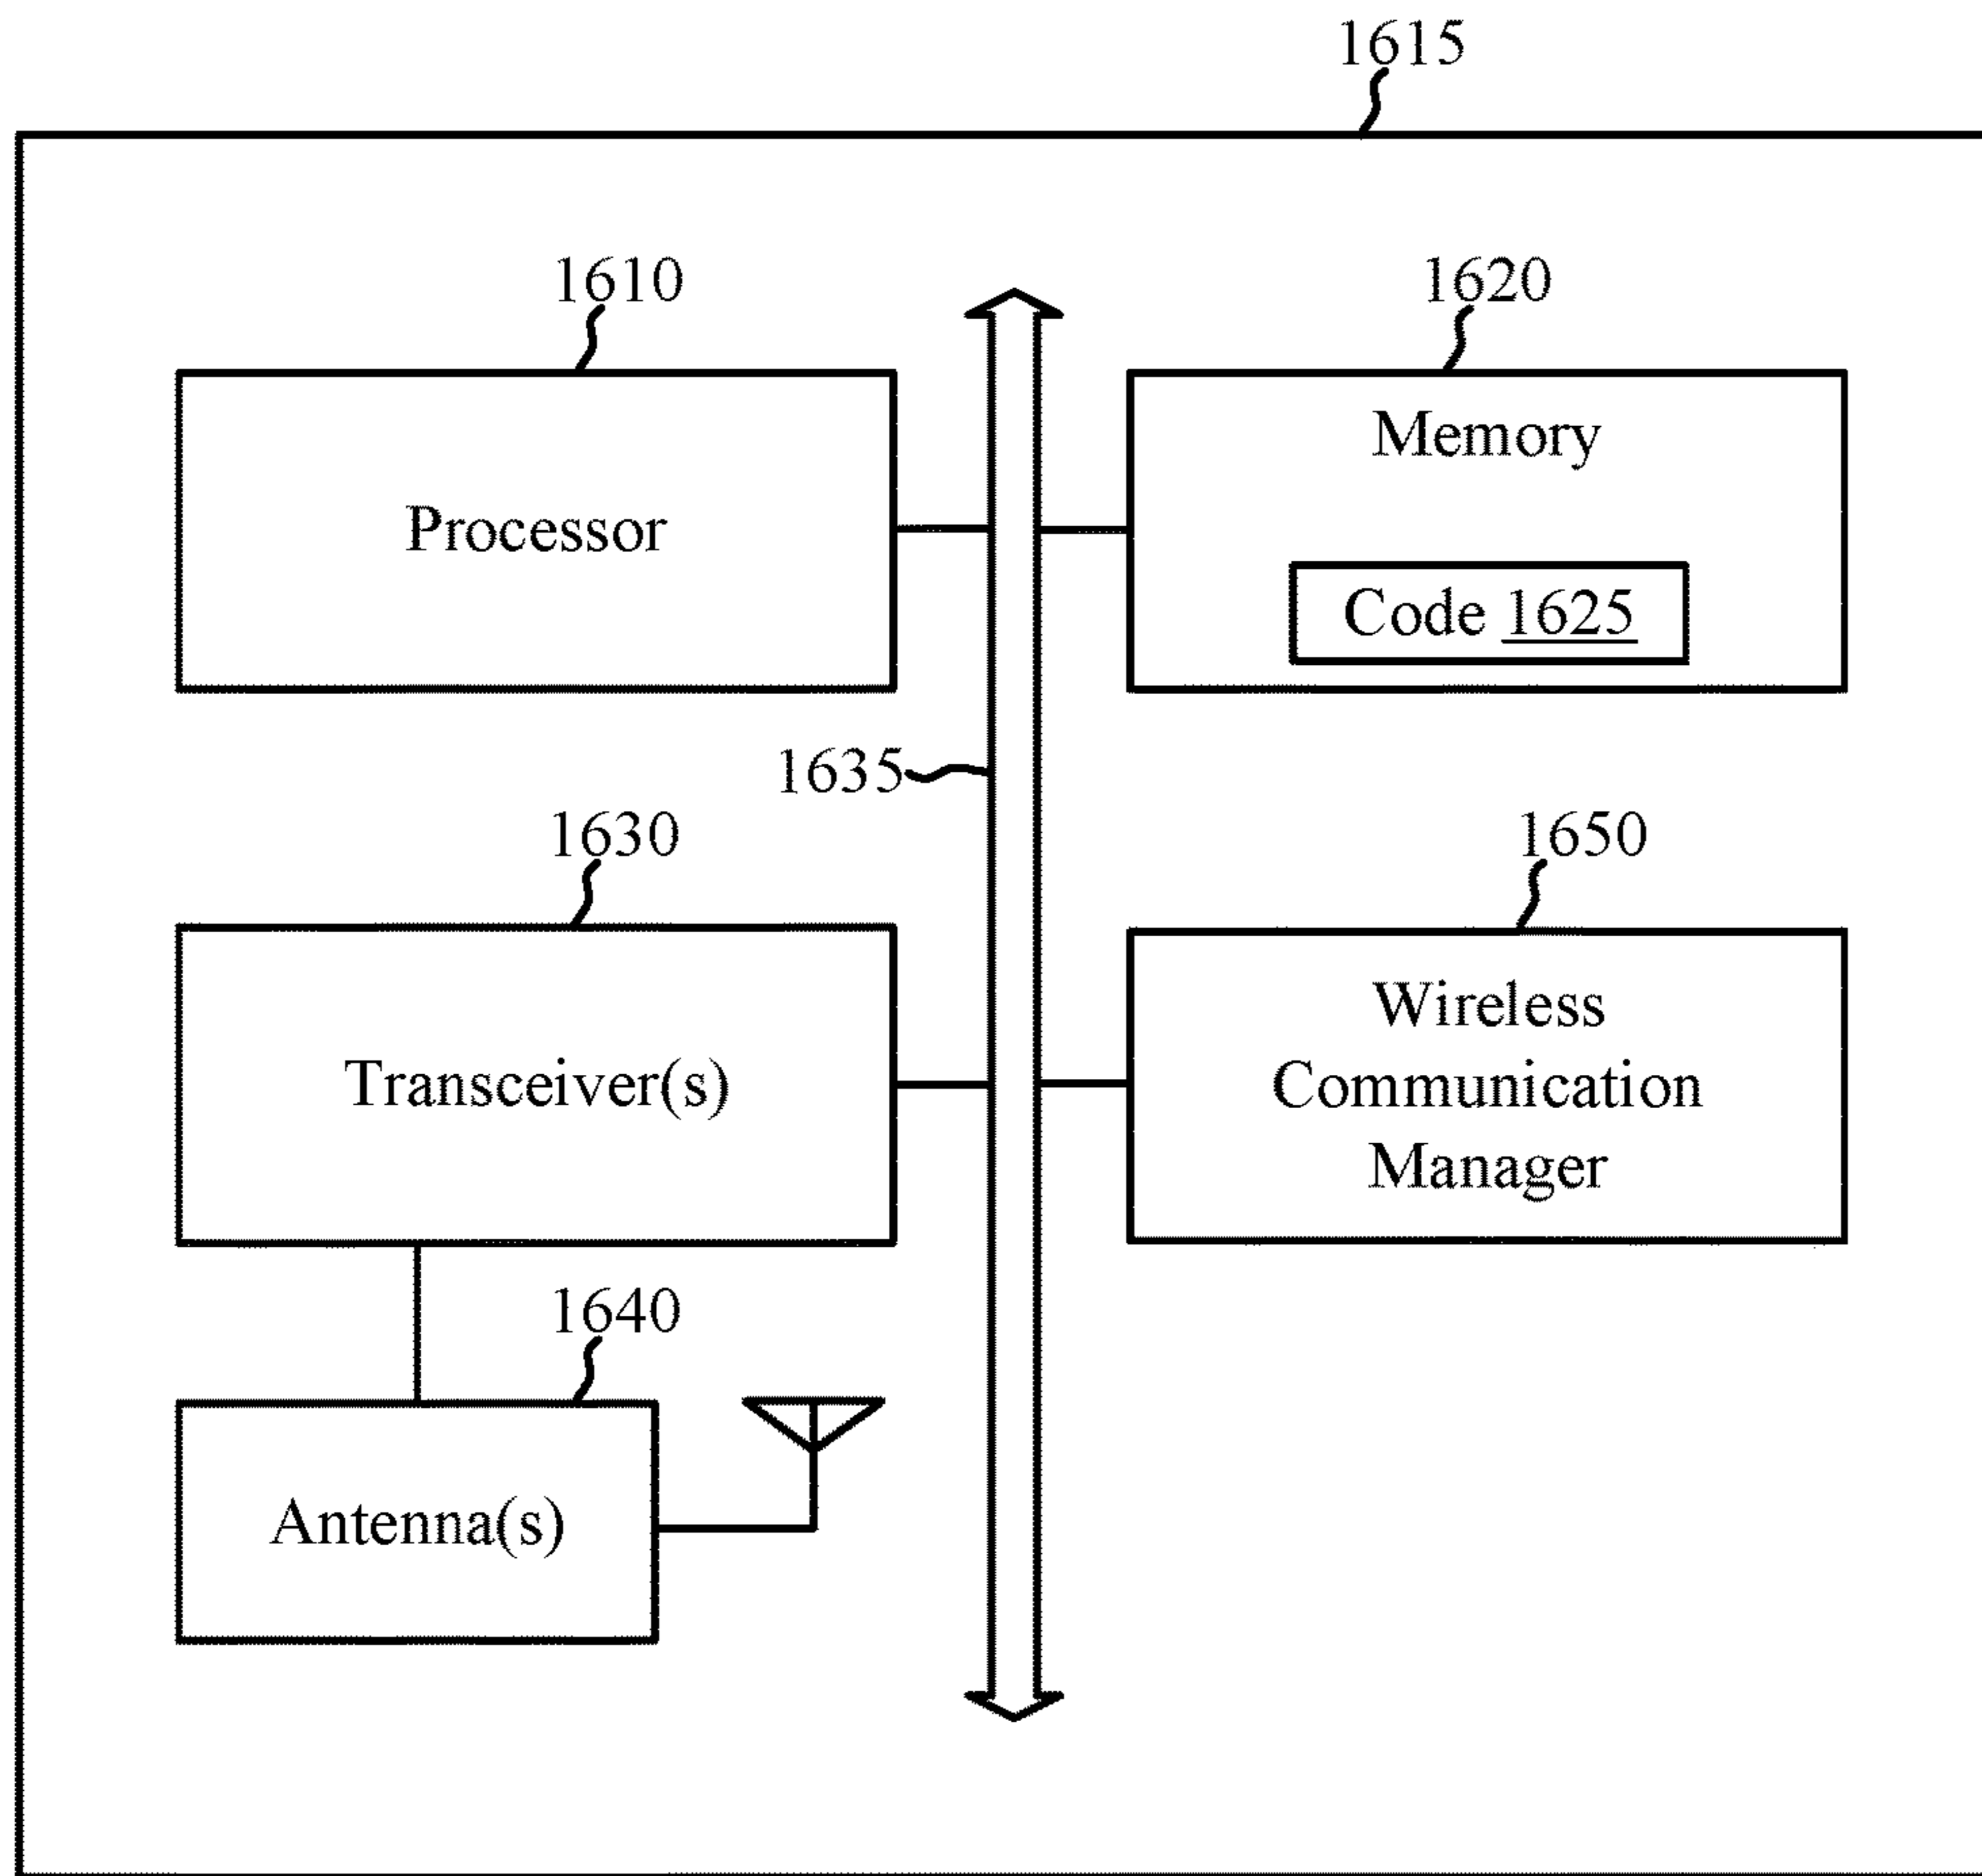 1615
1610
1620
Processor
Memory
Code 1625
1635
1630
1650
Transceiver(s)
Wireless
Communication
Manager
1640
Antenna(s)